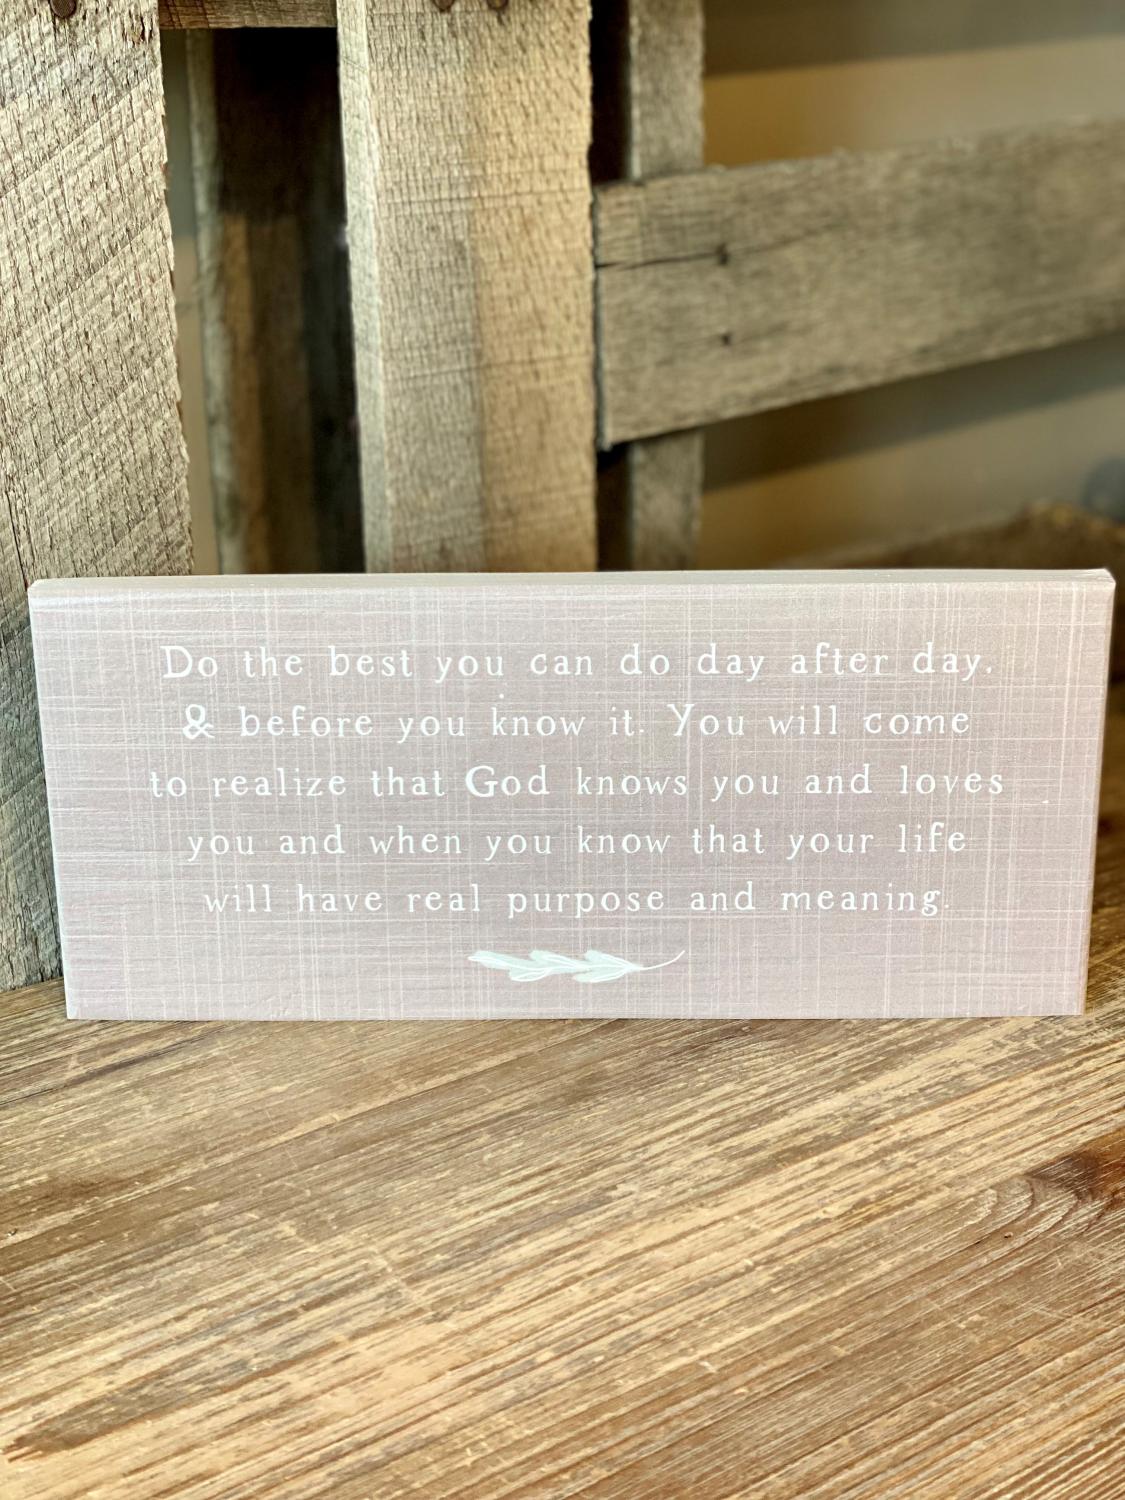 Do the best you can do day after day.
& before you know it. You will come
to realize that God knows you and loves
you and when you know that your life
will have real purpose and meaning.